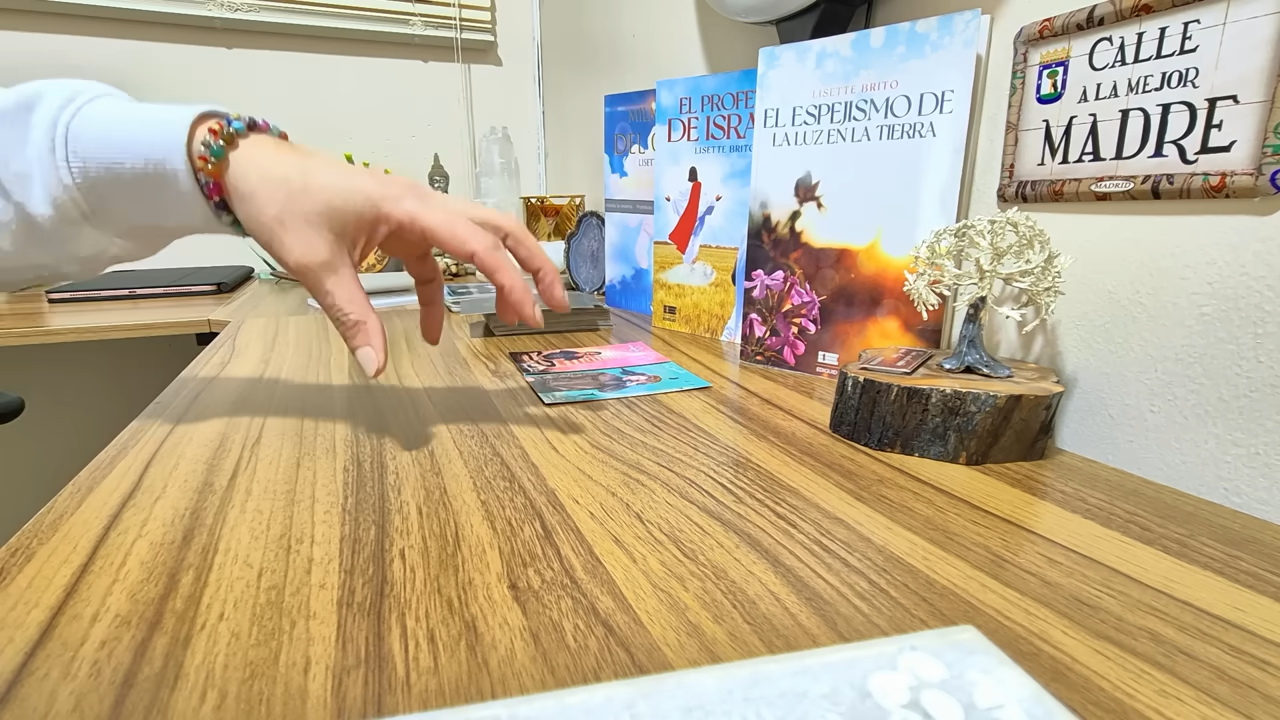 EL PROFE
DE ISRA
LISETTE BRITO
LISETTE BRITO
EL ESPEJISMO DE
LA LUZ EN LA TIERRA
EDIQUID
CALLE
A LA MEJOR
MADRE
MADRID